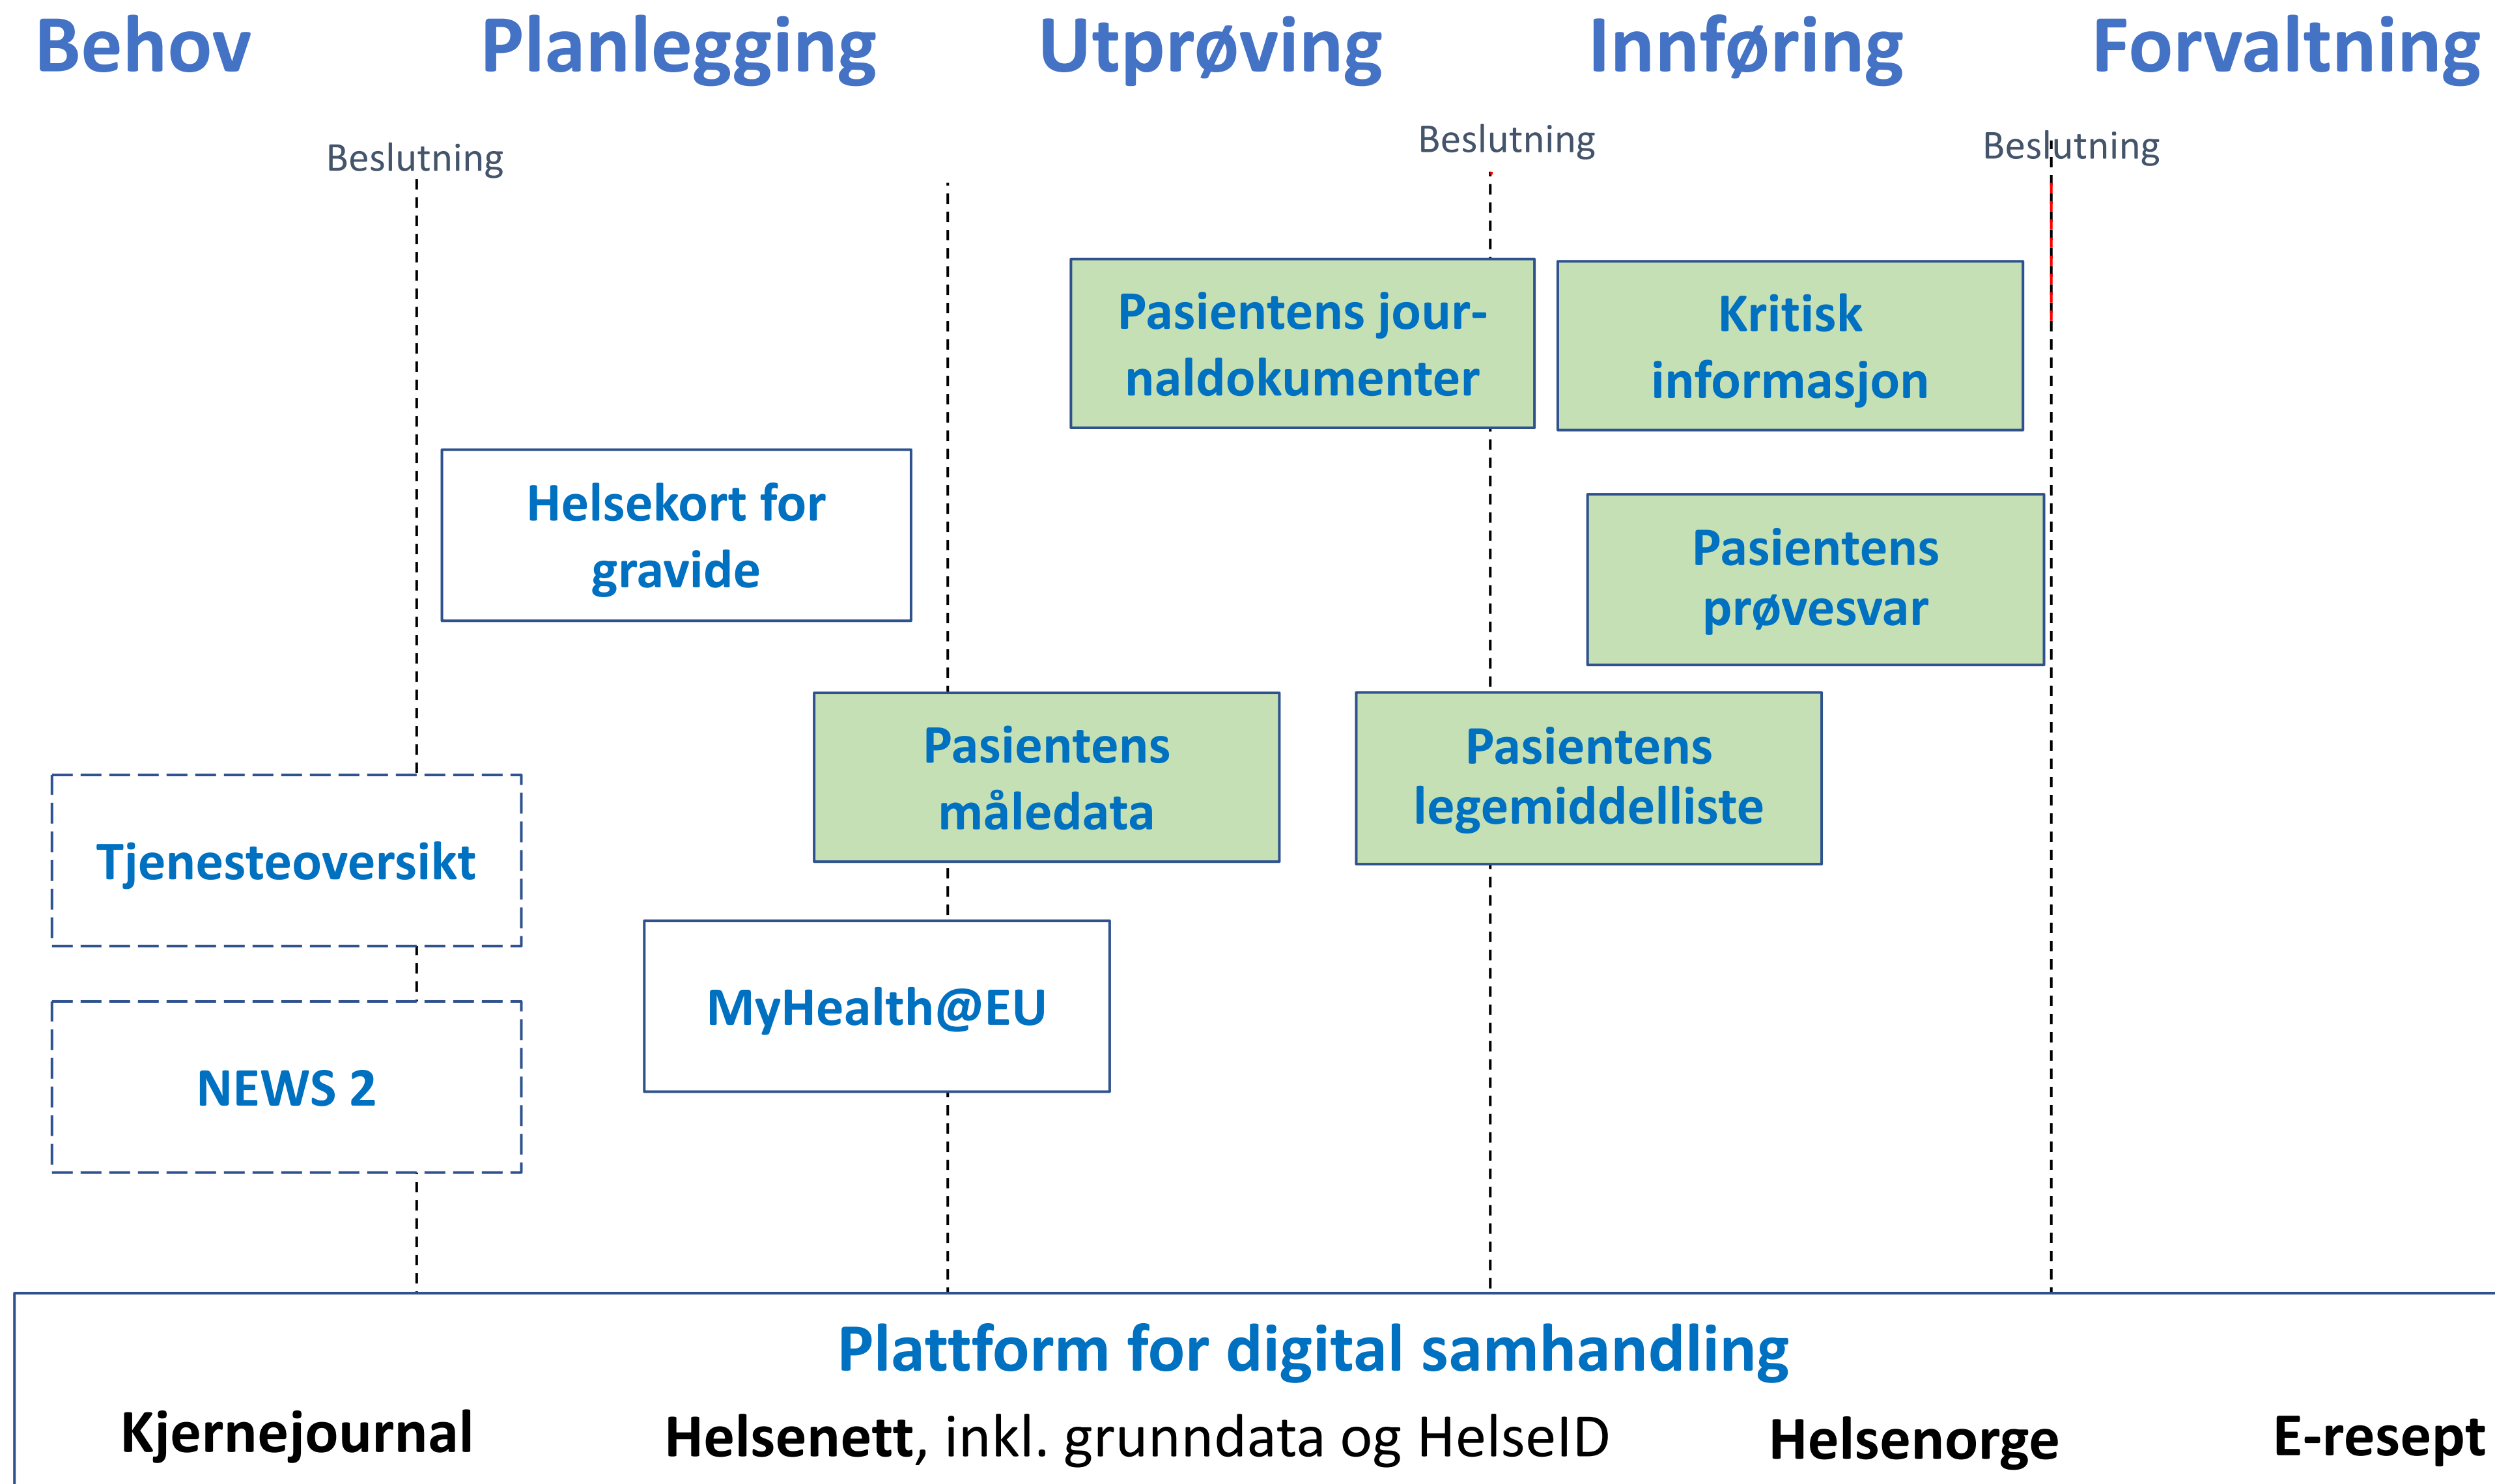 Behov
Planlegging
Utprøving
Innføring
Forvaltning
Beslutning
Beslutning
Beslutning
Pasientens jour-
naldokumenter
Kritisk
informasjon
Helsekort for
gravide
Pasientens
prøvesvar
Pasientens
måledata
Pasientens
legemiddelliste
Tjenesteoversikt
MyHealth@EU
NEWS 2
Plattform for digital samhandling
Kjernejournal
Helsenett, inkl. grunndata og HelseID
Helsenorge
E-resept